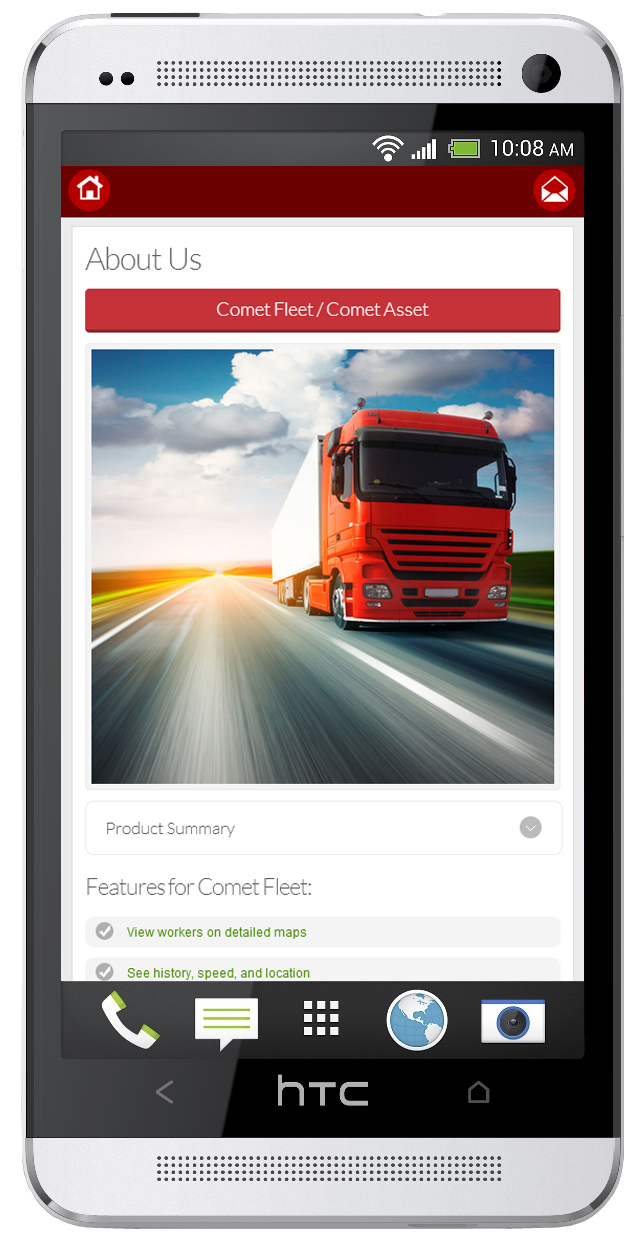 10:08 AM
About Us
Comet Fleet / Comet Asset
Product Summary
Features for Comet Fleet:
View workers on detailed maps
See history, speed, and location
hTC